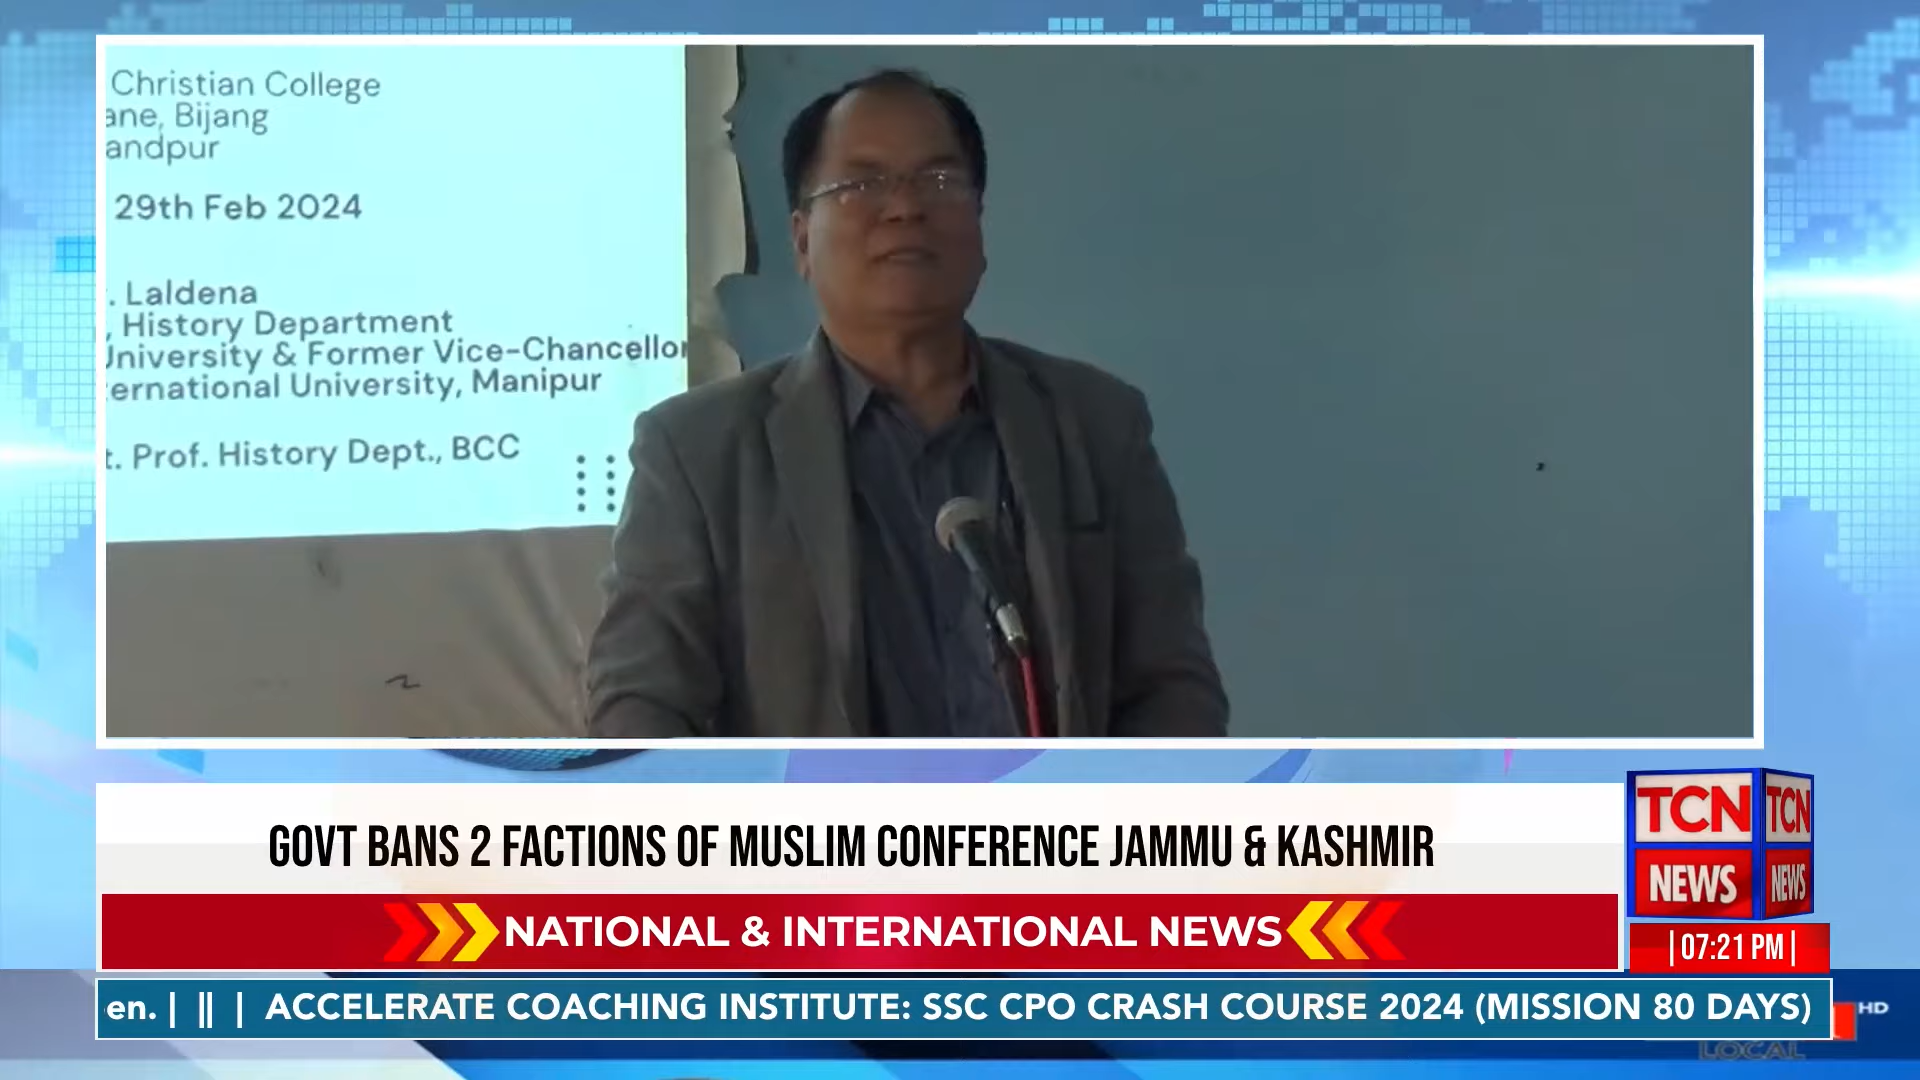 Christian College
ane, Bijang
andpur
29th Feb 2024
. Laldena
, History Department
University & Former Vice-Chancellor
ernational University, Manipur
t. Prof. History Dept., BCC
GOVT BANS 2 FACTIONS OF MUSLIM CONFERENCE JAMMU & KASHMIR
NATIONAL & INTERNATIONAL NEWS
TCN TCN
NEWS NEWS
|07:21 PM|
en. | || | ACCELERATE COACHING INSTITUTE: SSC CPO CRASH COURSE 2024 (MISSION 80 DAYS)
HD
LOCAL